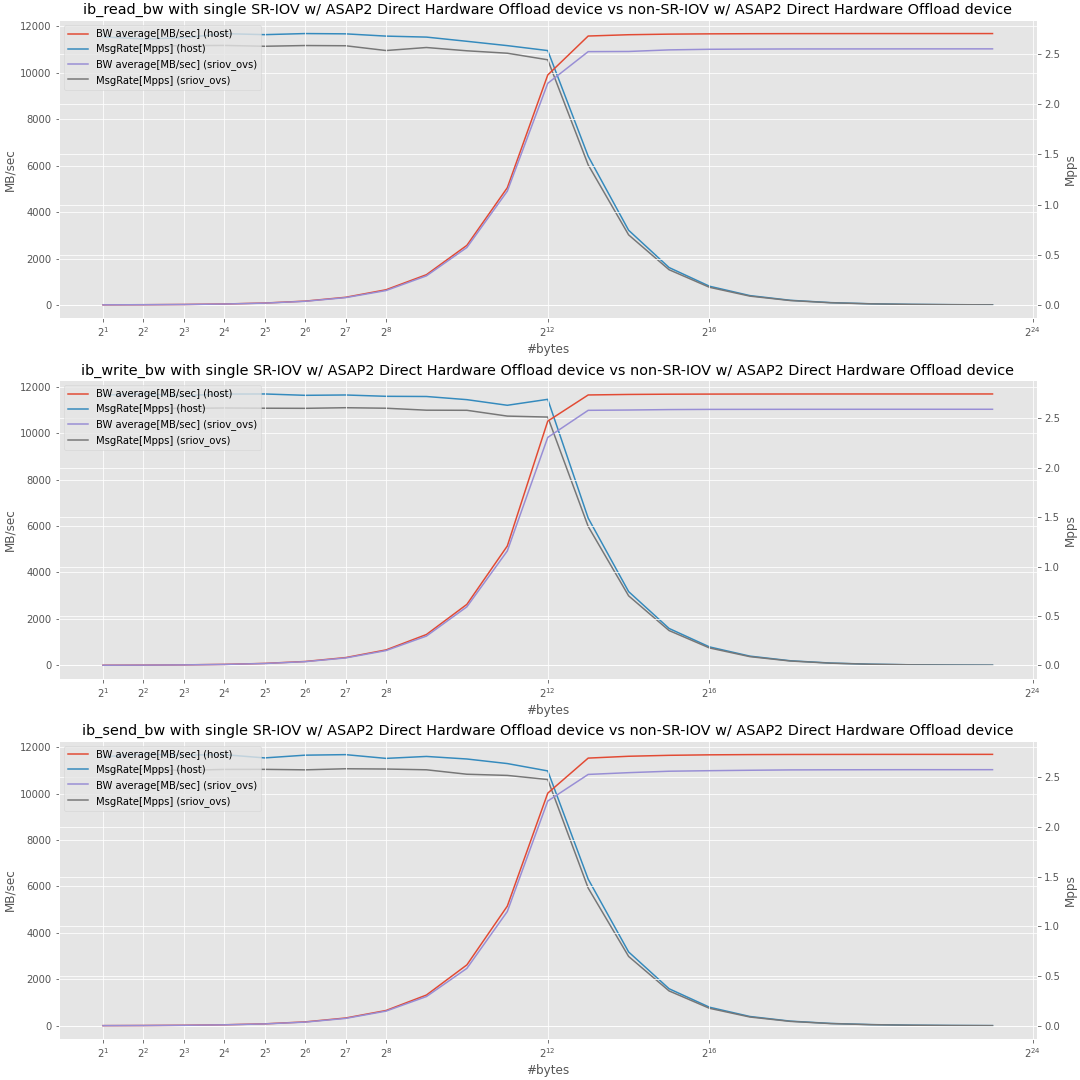 ib_read_bw with single SR-IOV w/ ASAP2 Direct Hardware Offload device vs non-SR-IOV w/ ASAP2 Direct Hardware Offload device
BW average[MB/sec] (host)
MsgRate[Mpps] (host)
BW average[MB/sec] (sriov_ovs)
MsgRate[Mpps] (sriov_ovs)
12000
10000
8000
6000
4000
2000
0
MB/sec
2.5
2.0
1.5
1.0
0.5
0.0
Mpps
2^1 2^2 2^3 2^4 2^5 2^6 2^7 2^8 2^12 2^16 2^24
#bytes
ib_write_bw with single SR-IOV w/ ASAP2 Direct Hardware Offload device vs non-SR-IOV w/ ASAP2 Direct Hardware Offload device
BW average[MB/sec] (host)
MsgRate[Mpps] (host)
BW average[MB/sec] (sriov_ovs)
MsgRate[Mpps] (sriov_ovs)
12000
10000
8000
6000
4000
2000
0
MB/sec
2.5
2.0
1.5
1.0
0.5
0.0
Mpps
2^1 2^2 2^3 2^4 2^5 2^6 2^7 2^8 2^12 2^16 2^24
#bytes
ib_send_bw with single SR-IOV w/ ASAP2 Direct Hardware Offload device vs non-SR-IOV w/ ASAP2 Direct Hardware Offload device
BW average[MB/sec] (host)
MsgRate[Mpps] (host)
BW average[MB/sec] (sriov_ovs)
MsgRate[Mpps] (sriov_ovs)
12000
10000
8000
6000
4000
2000
0
MB/sec
2.5
2.0
1.5
1.0
0.5
0.0
Mpps
2^1 2^2 2^3 2^4 2^5 2^6 2^7 2^8 2^12 2^16 2^24
#bytes